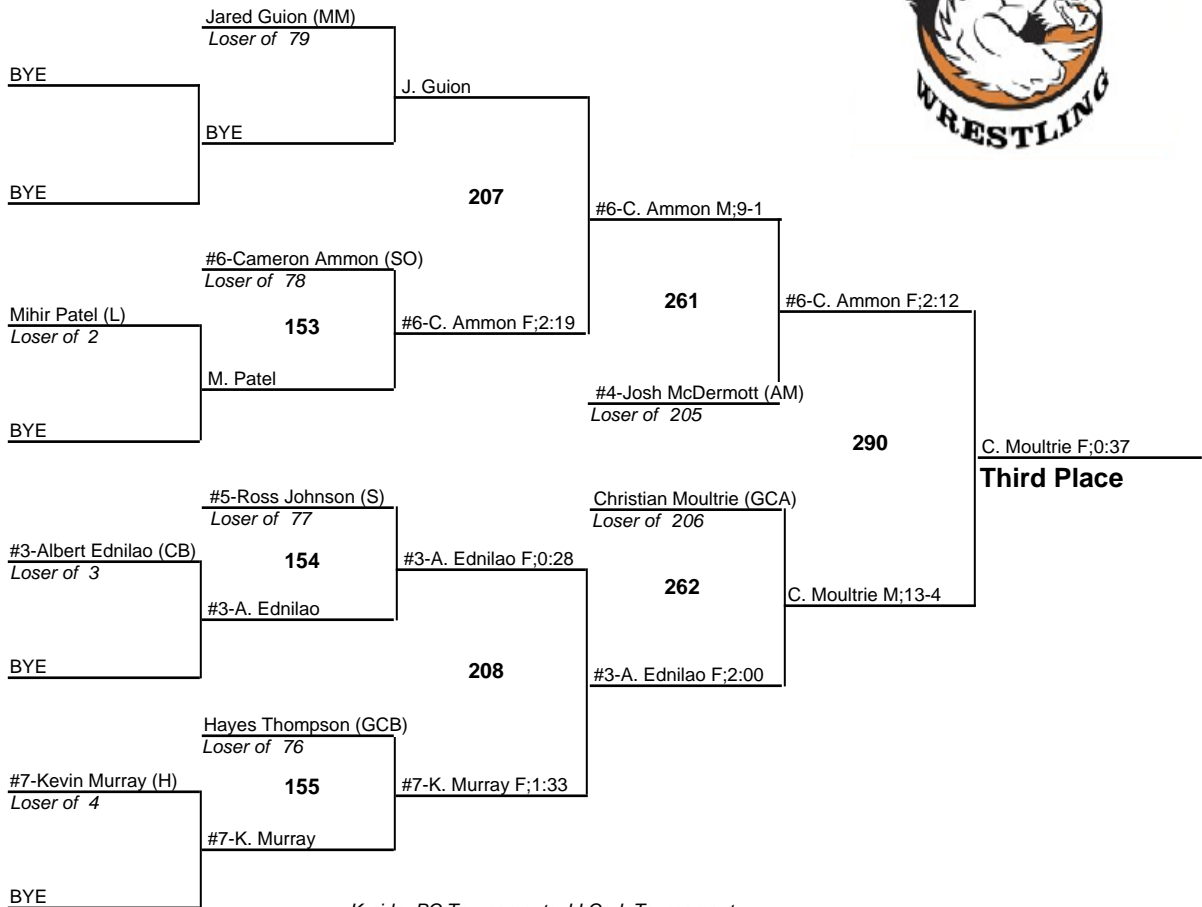 Jared Guion (MM)
Loser of 79
BYE
J. Guion
BYE
BYE
WRESTLING
207
#6-C. Ammon M;9-1
#6-Cameron Ammon (SO)
Loser of 78
Mihir Patel (L)
Loser of 2
153
#6-C. Ammon F;2:19
261
#6-C. Ammon F;2:12
M. Patel
#4-Josh McDermott (AM)
Loser of 205
BYE
290
C. Moultrie F;0:37
Third Place
#5-Ross Johnson (S)
Loser of 77
Christian Moultrie (GCA)
Loser of 206
#3-Albert Ednilao (CB)
Loser of 3
154
#3-A. Ednilao F;0:28
262
#3-A. Ednilao
C. Moultrie M;13-4
BYE
208
#3-A. Ednilao F;2:00
Hayes Thompson (GCB)
Loser of 76
#7-Kevin Murray (H)
Loser of 4
155
#7-K. Murray F;1:33
#7-K. Murray
BYE